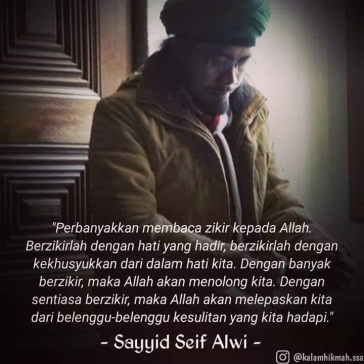 "Perbanyakkan membaca zikir kepada Allah.
Berzikirlah dengan hati yang hadir, berzikirlah dengan
kekhusyukkan dari dalam hati kita. Dengan banyak
berzikir, maka Allah akan menolong kita. Dengan
sentiasa berzikir, maka Allah akan melepaskan kita
dari belenggu-belenggu kesulitan yang kita hadapi."
- Sayyid Seif Alwi -
@kalamhikmah.ssa